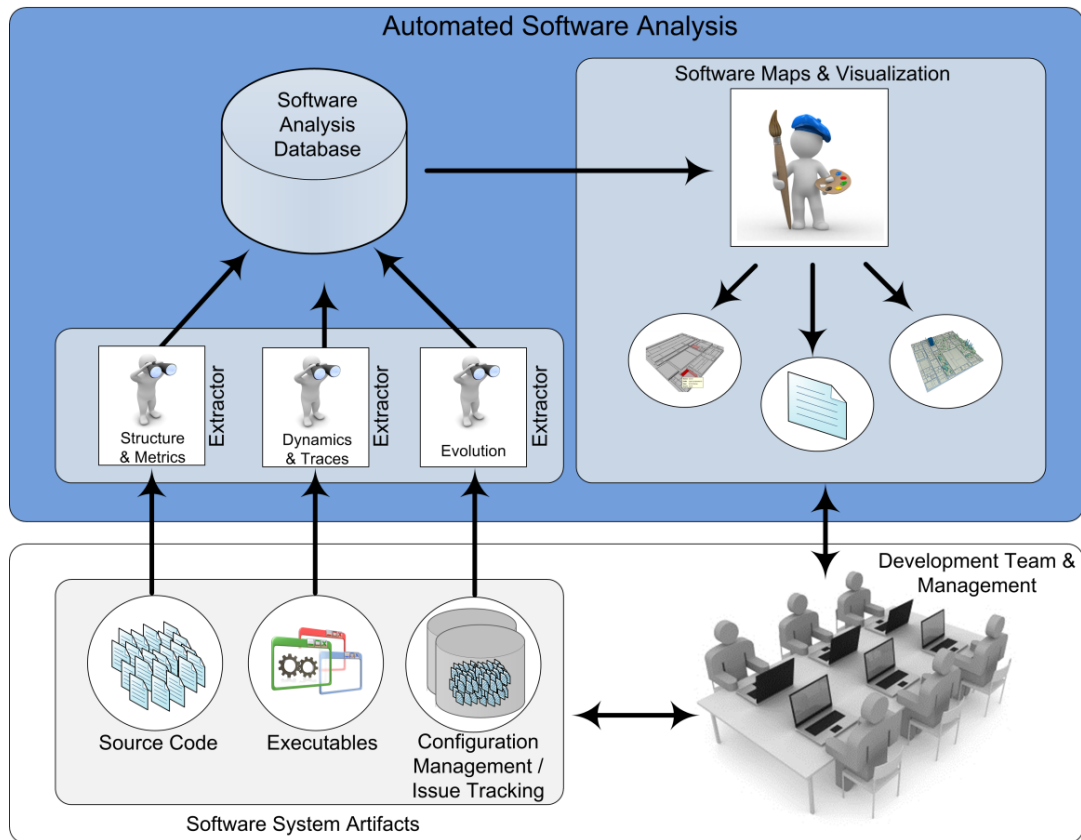 Automated Software Analysis
Software
Analysis
Database
Software Maps & Visualization
Structure
& Metrics
Extractor
Dynamics
& Traces
Extractor
Evolution
Extractor
Development Team &
Management
Source Code
Executables
Configuration
Management /
Issue Tracking
Software System Artifacts